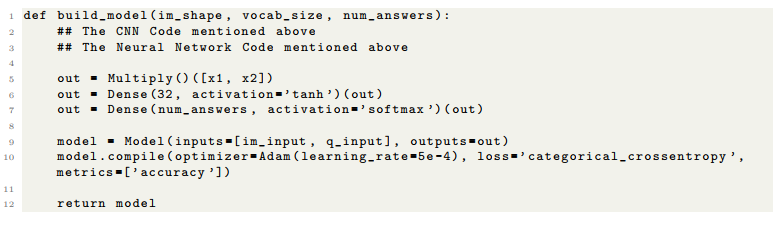 1 def build_model(im_shape, vocab_size, num_answers):
2     ## The CNN Code mentioned above
3     ## The Neural Network Code mentioned above
4
5     out = Multiply()([x1, x2])
6     out = Dense(32, activation='tanh')(out)
7     out = Dense(num_answers, activation='softmax')(out)
8
9     model = Model(inputs=[im_input, q_input], outputs=out)
10     model.compile(optimizer=Adam(learning_rate=5e-4), loss='categorical_crossentropy',
    metrics=['accuracy'])
11
12     return model